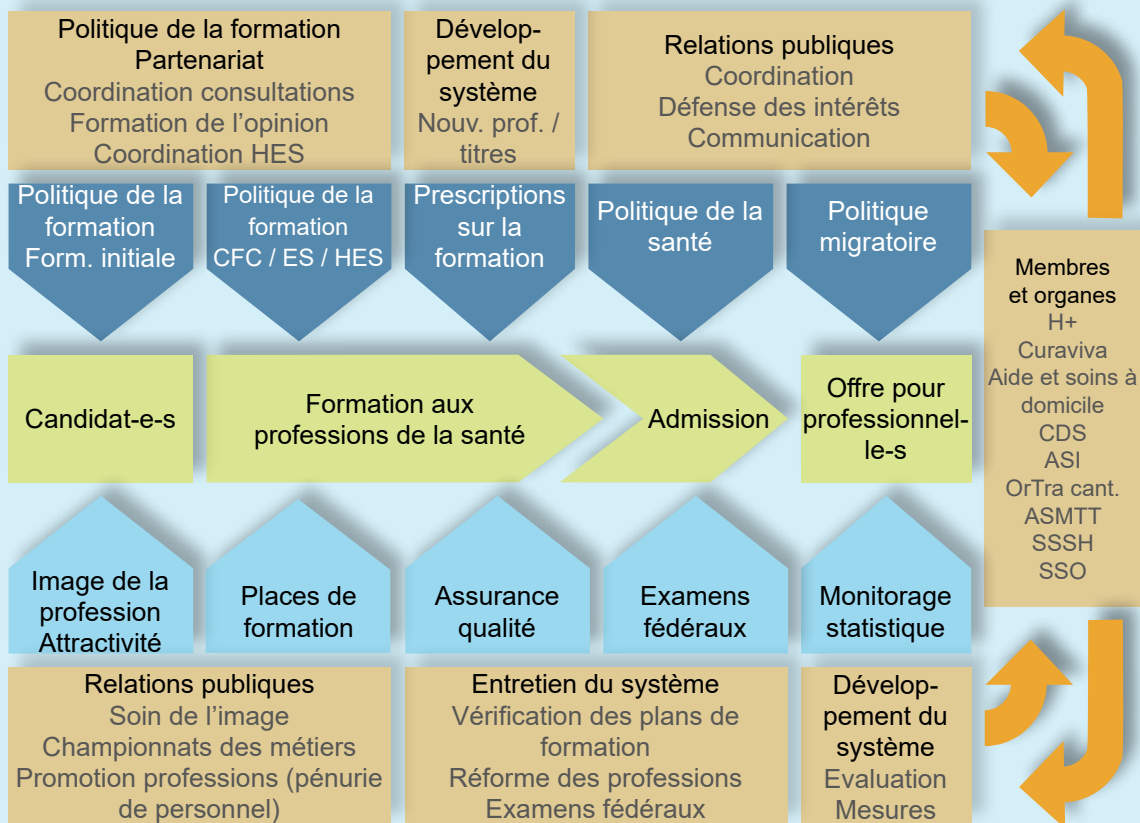 Politique de la formation
Partenariat
Coordination consultations
Formation de l’opinion
Coordination HES
Dévelop-
pement du
système
Nouv. prof. /
titres
Relations publiques
Coordination
Défense des intérêts
Communication
Politique de la
formation
Form. initiale
Politique de la
formation
CFC / ES / HES
Prescriptions
sur la
formation
Politique de la
santé
Politique
migratoire
Membres
et organes
H+
Curaviva
Aide et soins à
domicile
CDS
ASI
OrTra cant.
ASMTT
SSSH
SSO
Candidat-e-s
Formation aux
professions de la santé
Admission
Offre pour
professionnel-
le-s
Image de la
profession
Attractivité
Places de
formation
Assurance
qualité
Examens
fédéraux
Monitorage
statistique
Relations publiques
Soin de l’image
Championnats des métiers
Promotion professions (pénurie
de personnel)
Entretien du système
Vérification des plans de
formation
Réforme des professions
Examens fédéraux
Dévelop-
pement du
système
Evaluation
Mesures